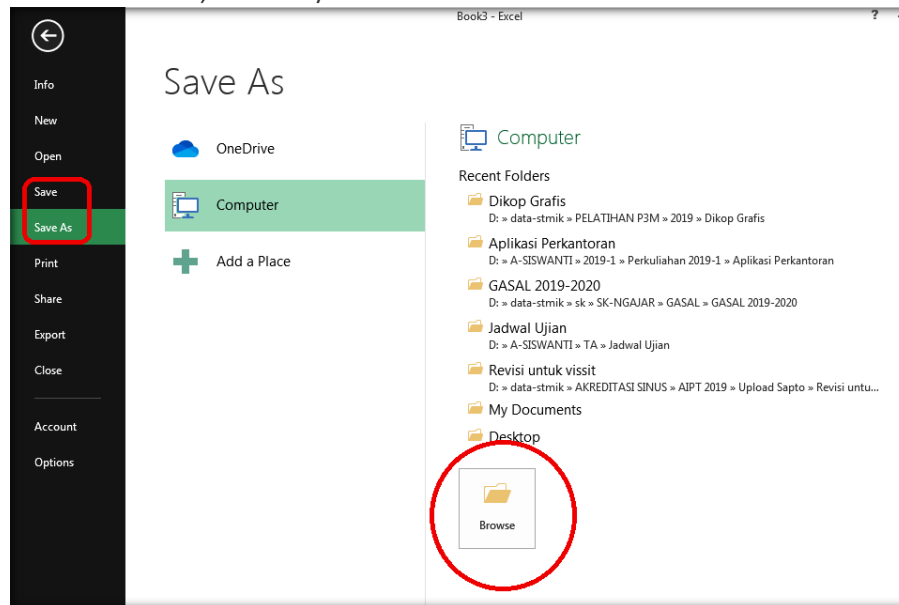 Book3 - Excel
?
Info
New
Open
Save
Save As
Print
Share
Export
Close
Account
Options
Save As
OneDrive
Computer
Add a Place
Computer
Recent Folders
Dikop Grafis
D: » data-stmik » PELATIHAN P3M » 2019 » Dikop Grafis
Aplikasi Perkantoran
D: » A-SISWANTI » 2019-1 » Perkuliahan 2019-1 » Aplikasi Perkantoran
GASAL 2019-2020
D: » data-stmik » sk » SK-NGAJAR » GASAL » GASAL 2019-2020
Jadwal Ujian
D: » A-SISWANTI » TA » Jadwal Ujian
Revisi untuk vissit
D: » data-stmik » AKREDITASI SINUS » AIPT 2019 » Upload Sapto » Revisi untu...
My Documents
Desktop
Browse